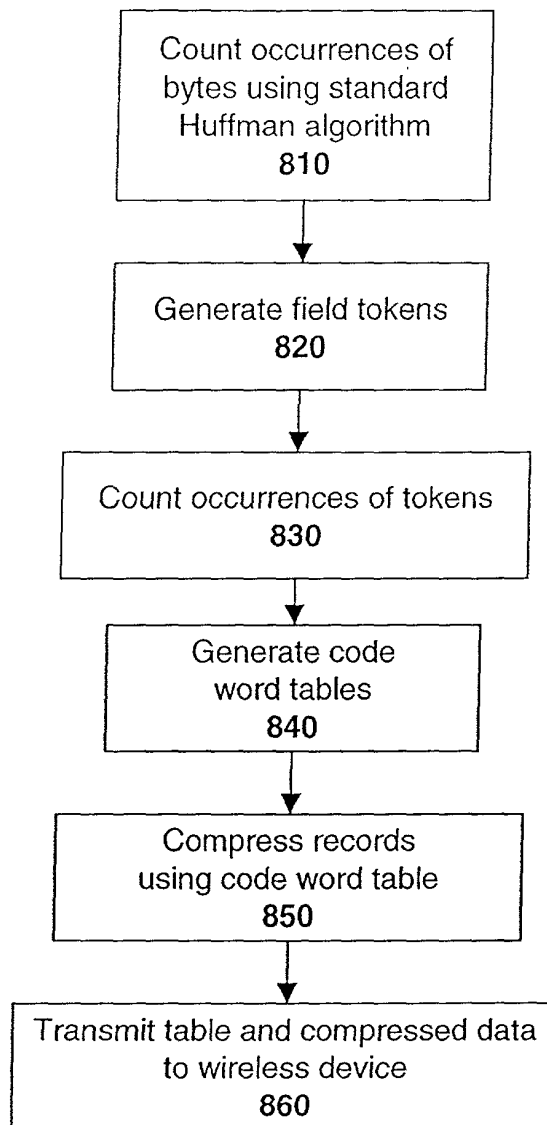 Count occurrences of
bytes using standard
Huffman algorithm
810
Generate field tokens
820
Count occurrences of tokens
830
Generate code
word tables
840
Compress records
using code word table
850
Transmit table and compressed data
to wireless device
860